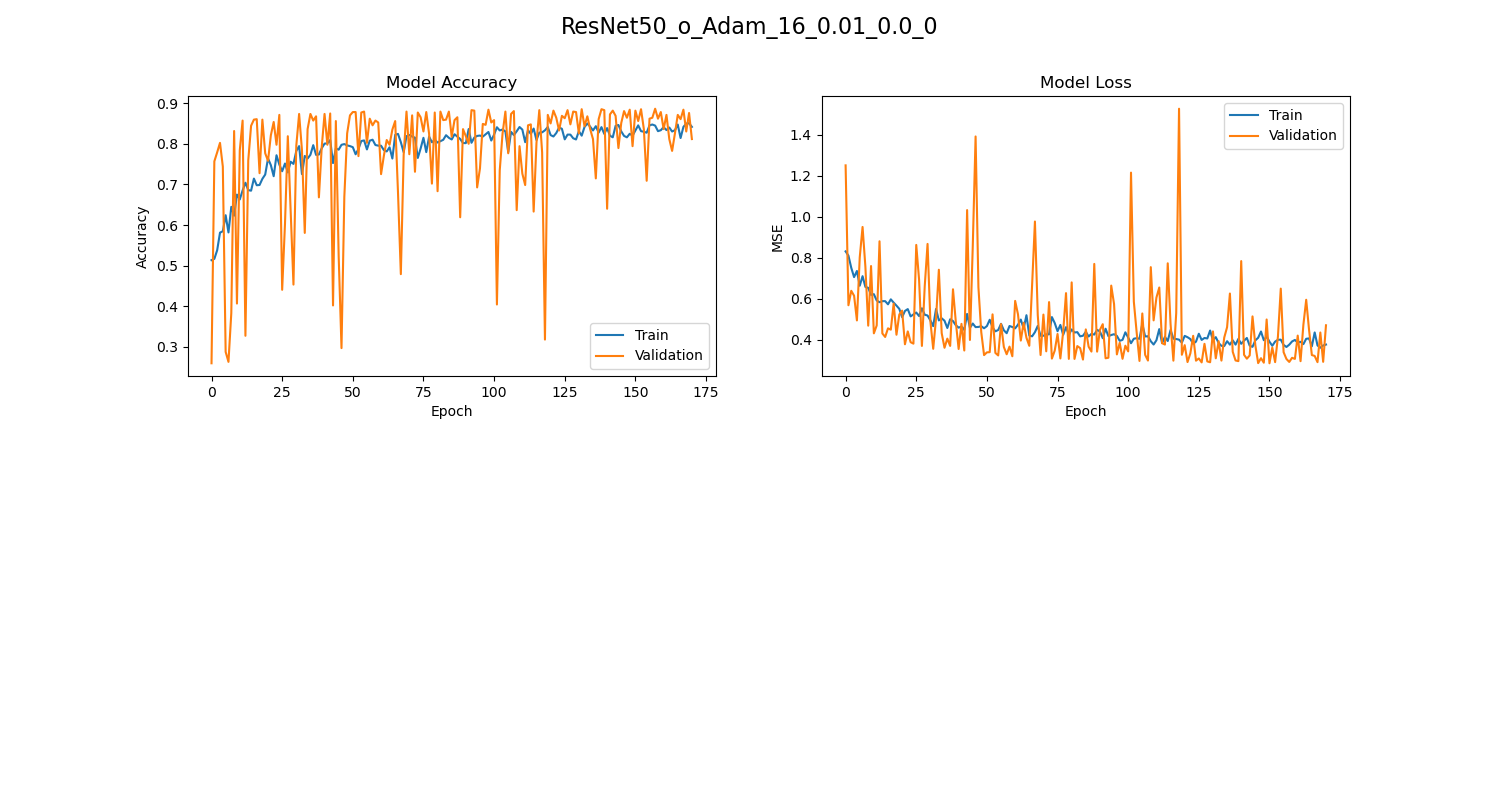 ResNet50_o_Adam_16_0.01_0.0_0
Model Accuracy
Accuracy
0.9
0.8
0.7
0.6
0.5
0.4
0.3
Train
Validation
0 25 50 75 100 125 150 175
Epoch
Model Loss
MSE
1.4
1.2
1.0
0.8
0.6
0.4
Train
Validation
0 25 50 75 100 125 150 175
Epoch